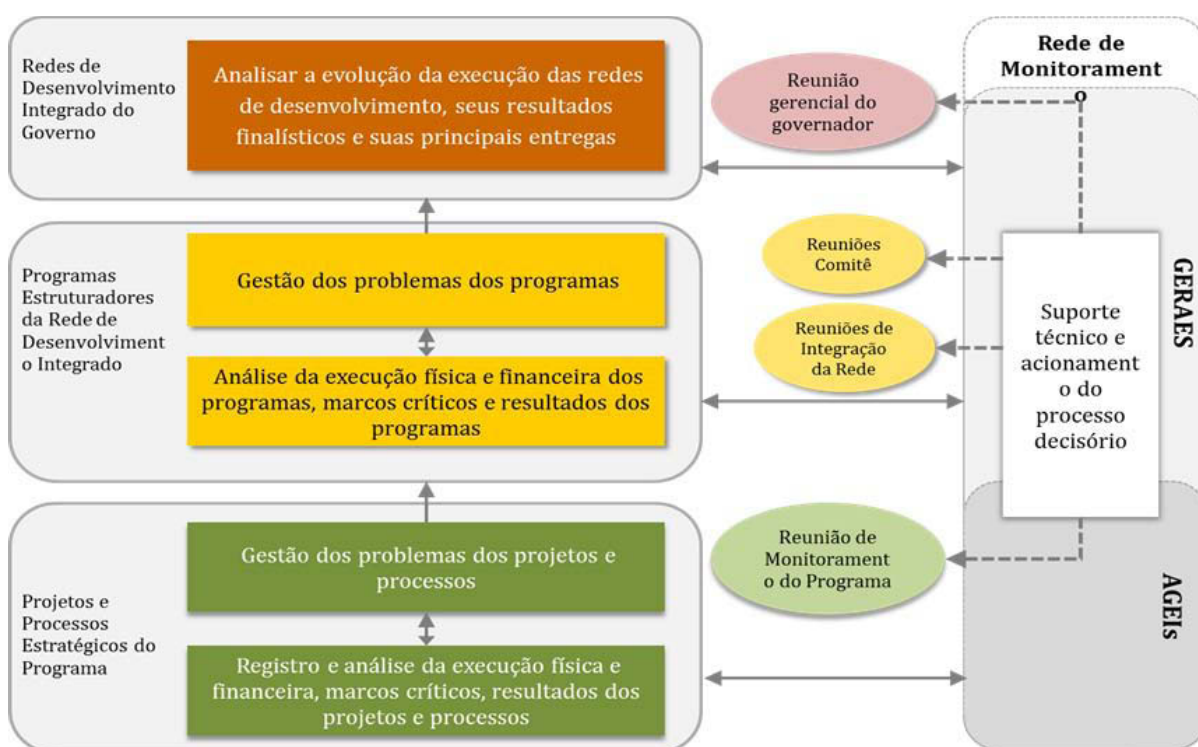 Redes de
Desenvolvimento
Integrado do
Governo
Analisar a evolução da execução das redes
de desenvolvimento, seus resultados
finalísticos e suas principais entregas
Reunião
gerencial do
governador
Rede de
Monitorament
o
Programas
Estruturadores
da Rede de
Desenvolviment
o Integrado
Gestão dos problemas dos programas
Análise da execução física e financeira dos
programas, marcos críticos e resultados dos
programas
Reuniões
Comitê
Reuniões de
Integração
da Rede
Suporte
técnico e
acionament
o do
processo
decisório
GERAES
Projetos e
Processos
Estratégicos do
Programa
Gestão dos problemas dos projetos e
processos
Registro e análise da execução física e
financeira, marcos críticos, resultados dos
projetos e processos
Reunião de
Monitorament
o do Programa
AGEIs